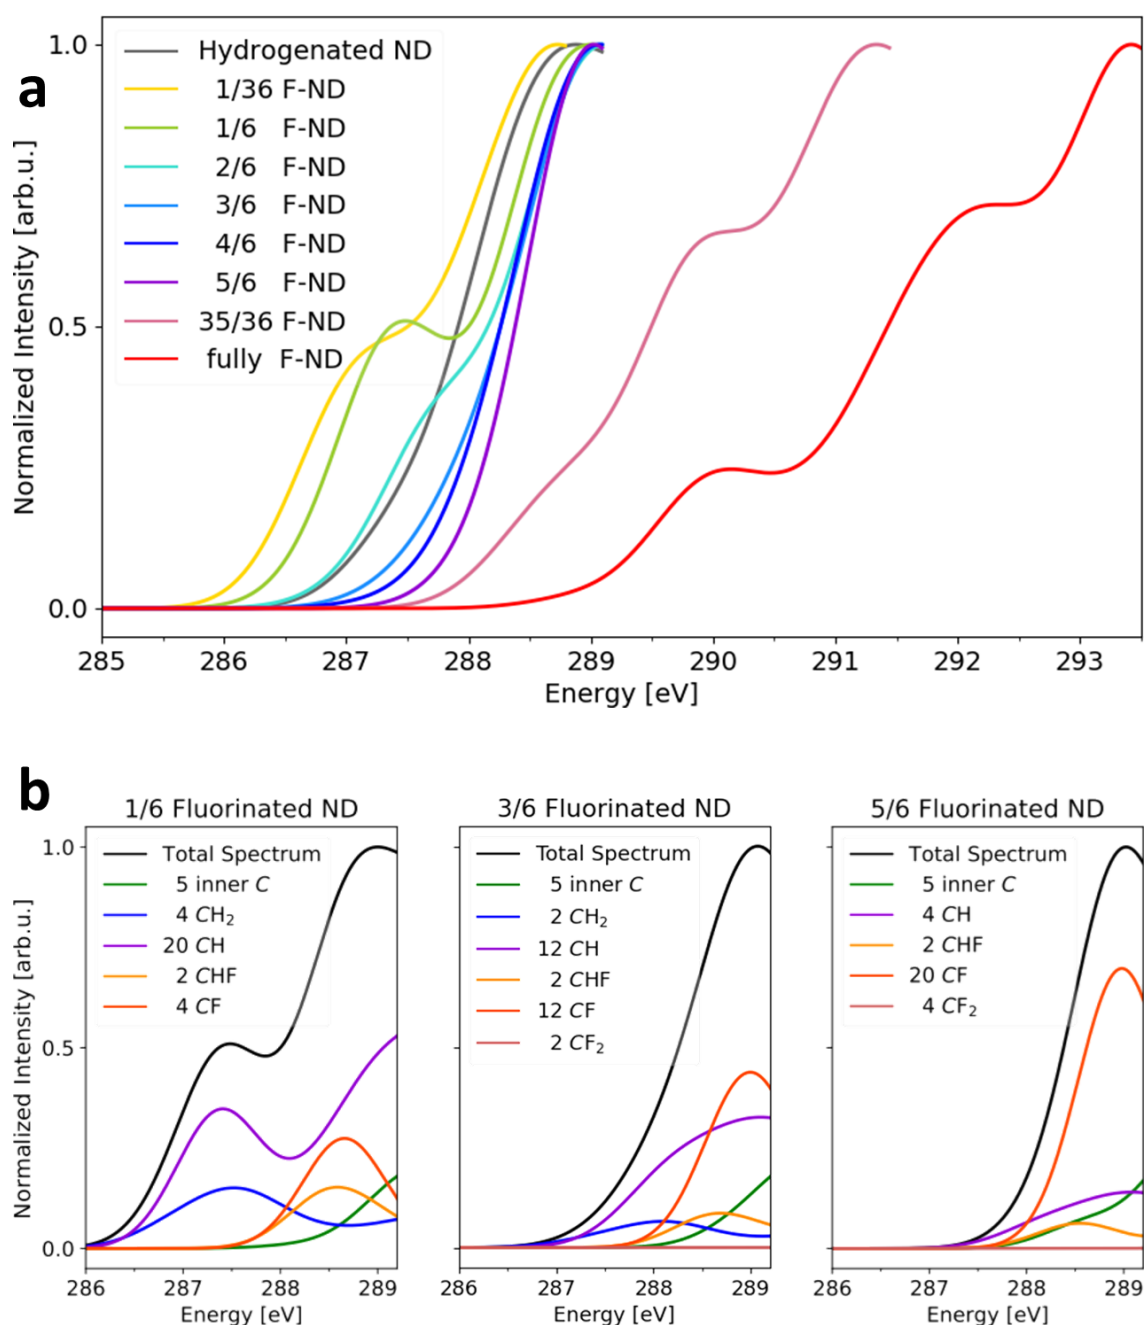 a
Normalized Intensity [arb.u.]
1.0
0.5
0.0
Hydrogenated ND
1/36 F-ND
1/6 F-ND
2/6 F-ND
3/6 F-ND
4/6 F-ND
5/6 F-ND
35/36 F-ND
fully F-ND
285 286 287 288 289 290 291 292 293
Energy [eV]
b
Normalized Intensity [arb.u.]
1/6 Fluorinated ND
1.0
0.5
0.0
Total Spectrum
5 inner C
4 CH₂
20 CH
2 CHF
4 CF
286 287 288 289
Energy [eV]
3/6 Fluorinated ND
Total Spectrum
5 inner C
2 CH₂
12 CH
2 CHF
12 CF
2 CF₂
286 287 288 289
Energy [eV]
5/6 Fluorinated ND
Total Spectrum
5 inner C
4 CH
2 CHF
20 CF
4 CF₂
286 287 288 289
Energy [eV]